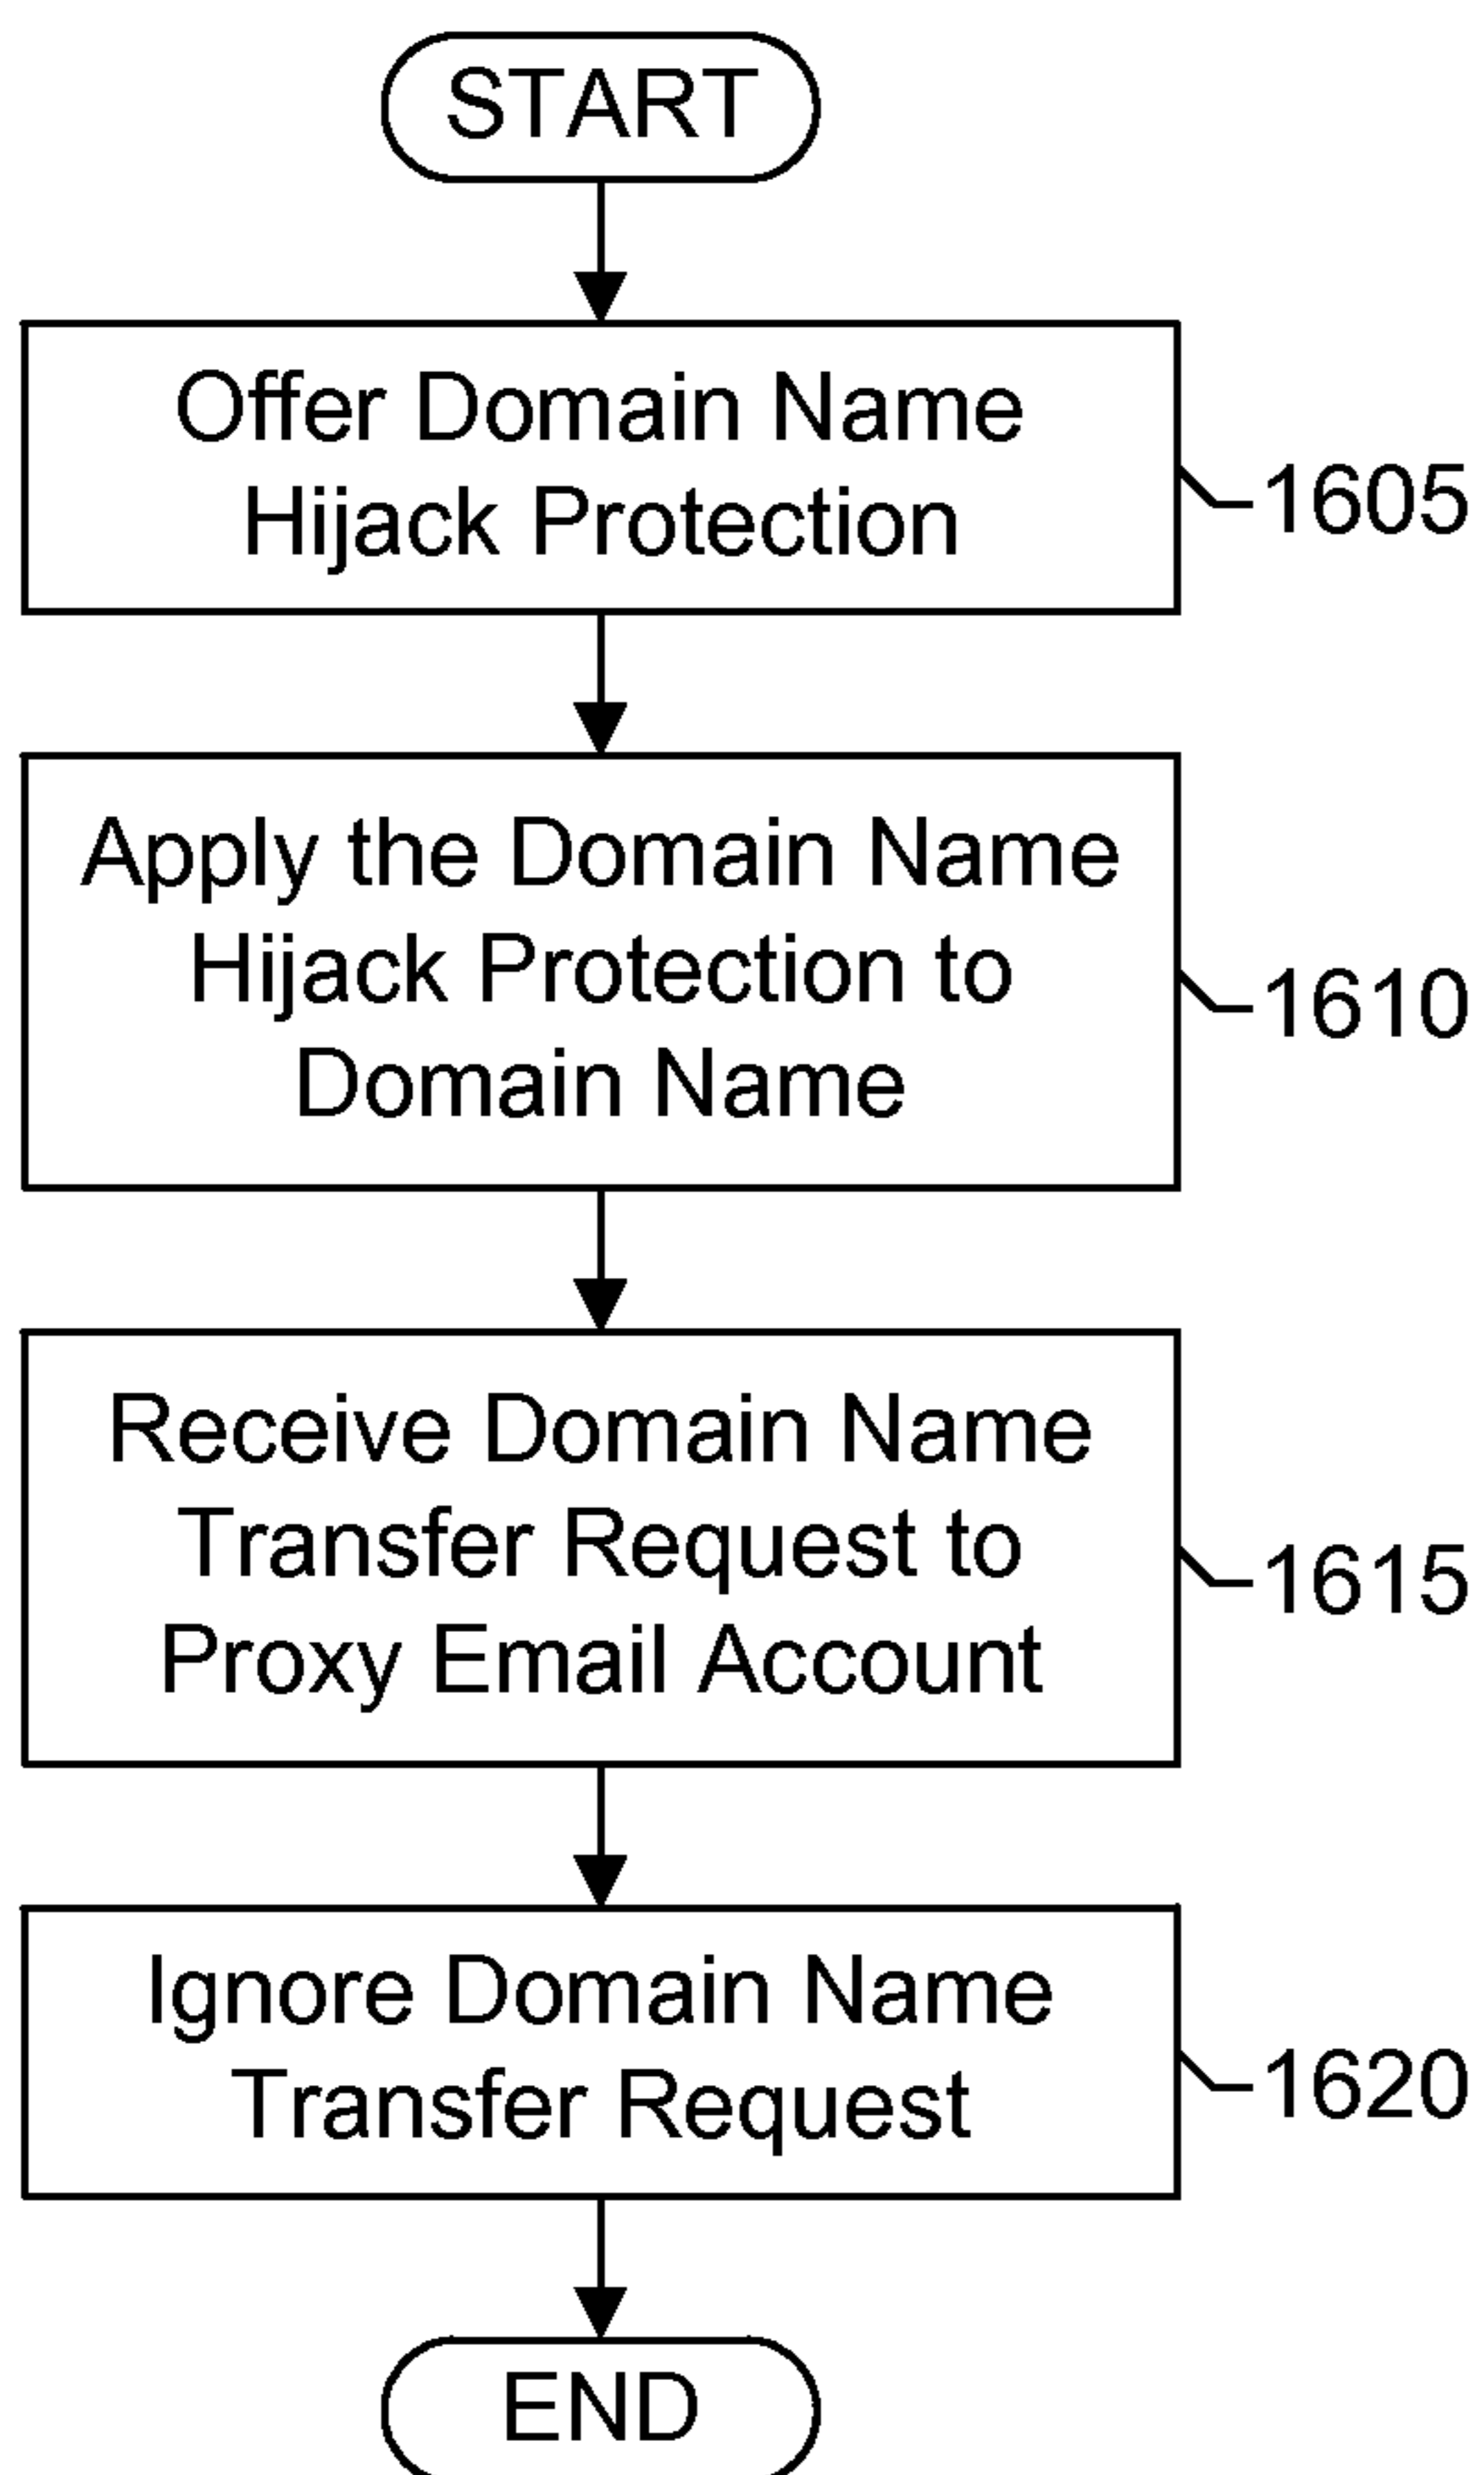 START
Offer Domain Name
Hijack Protection
1605
Apply the Domain Name
Hijack Protection to
Domain Name
1610
Receive Domain Name
Transfer Request to
Proxy Email Account
1615
Ignore Domain Name
Transfer Request
1620
END